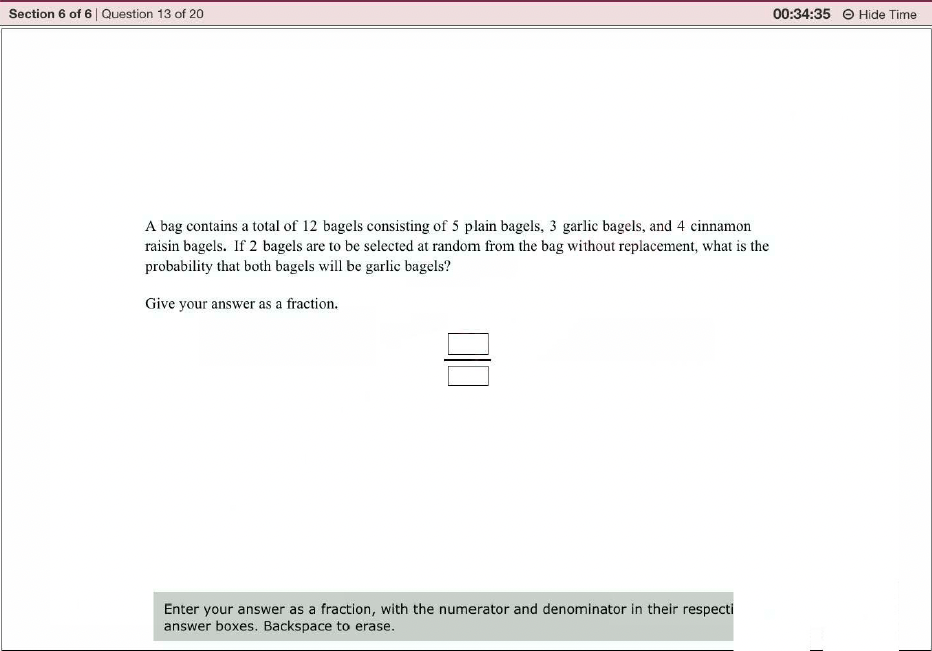 Section 6 of 6 | Question 13 of 20
00:34:35 Hide Time
A bag contains a total of 12 bagels consisting of 5 plain bagels, 3 garlic bagels, and 4 cinnamon
raisin bagels. If 2 bagels are to be selected at random from the bag without replacement, what is the
probability that both bagels will be garlic bagels?
Give your answer as a fraction.
Enter your answer as a fraction, with the numerator and denominator in their respecti
answer boxes. Backspace to erase.